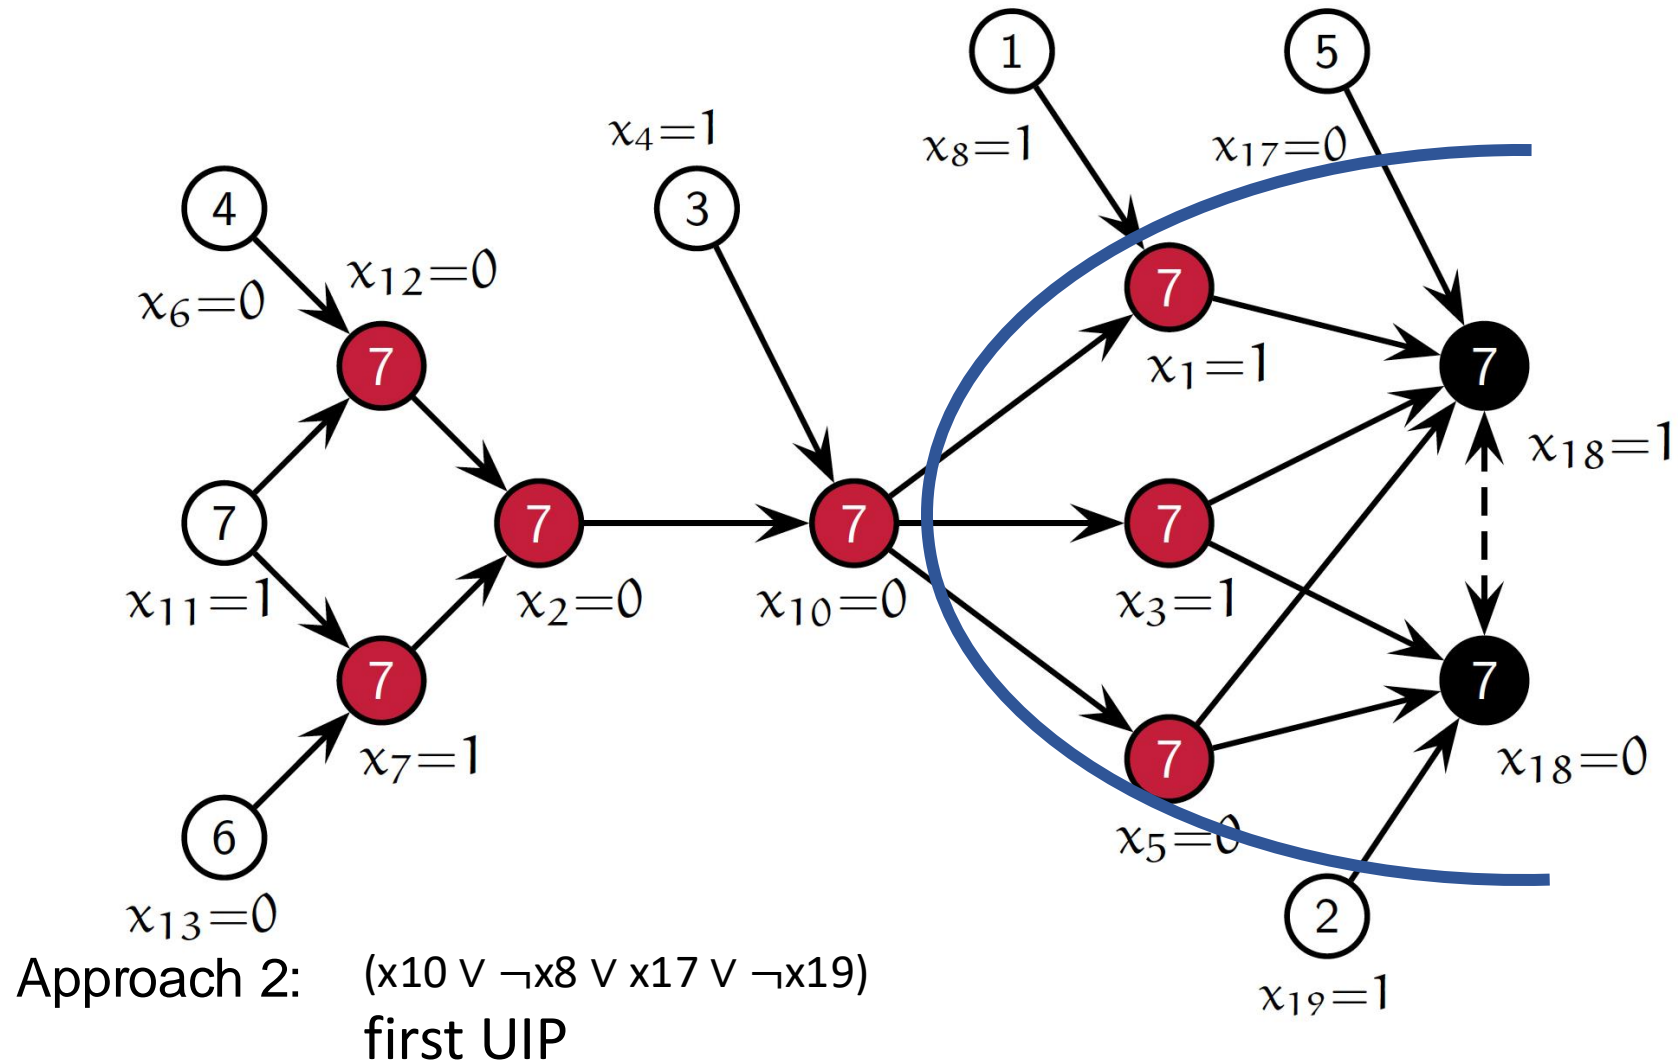 1
5
x4=1
x8=1
x17=0
4
3
x12=0
x6=0
7
7
x1=1
7
x18=1
7
7
7
7
x11=1
x2=0
x10=0
x3=1
7
7
x7=1
7
x18=0
x5=0
6
2
x13=0
Approach 2: (x10 ∨ ¬x8 ∨ x17 ∨ ¬x19)
x19=1
first UIP